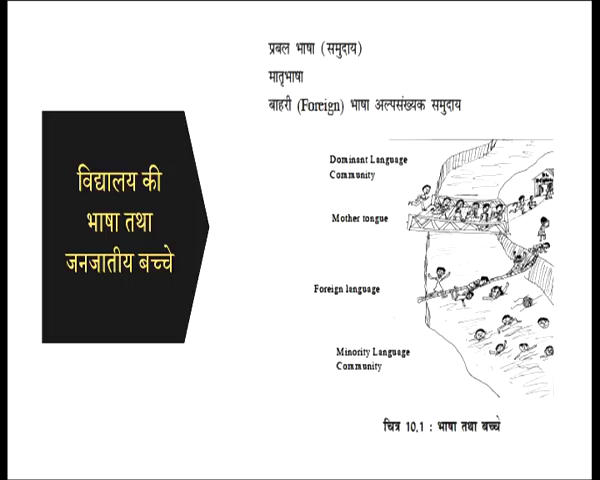 प्रबल भाषा (समुदाय)
मातृभाषा
बाहरी (Foreign) भाषा अल्पसंख्यक समुदाय
विद्यालय की
भाषा तथा
जनजातीय बच्चे
Dominant Language
Community
Mother tongue
Foreign language
Minority Language
Community
चित्र 10.1 : भाषा तथा बच्चे